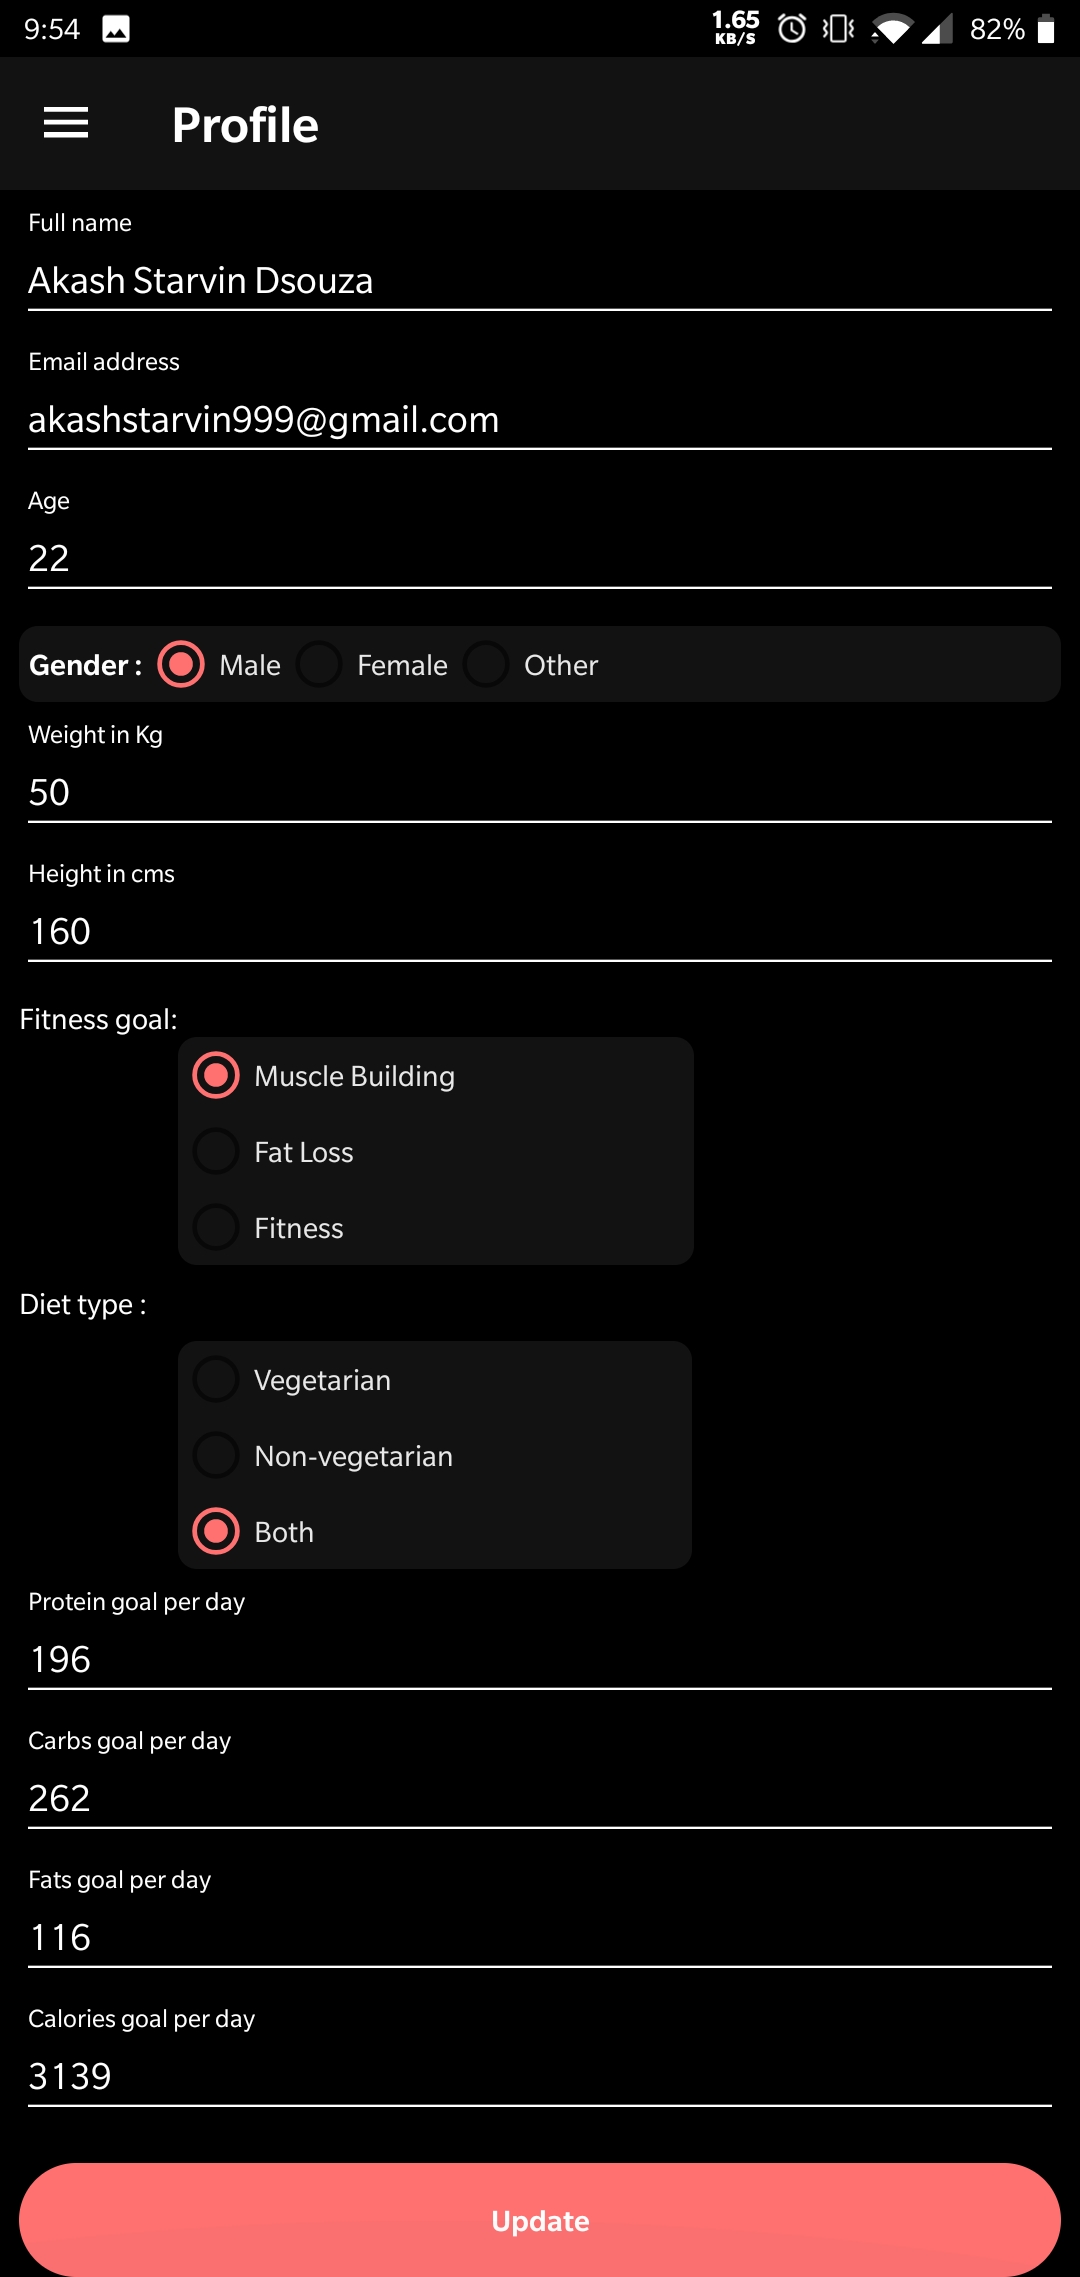 9:54 1.65 KB/S 82%
Profile
Full name
Akash Starvin Dsouza
Email address
akashstarvin999@gmail.com
Age
22
Gender : Male Female Other
Weight in Kg
50
Height in cms
160
Fitness goal:
Muscle Building
Fat Loss
Fitness
Diet type :
Vegetarian
Non-vegetarian
Both
Protein goal per day
196
Carbs goal per day
262
Fats goal per day
116
Calories goal per day
3139
Update